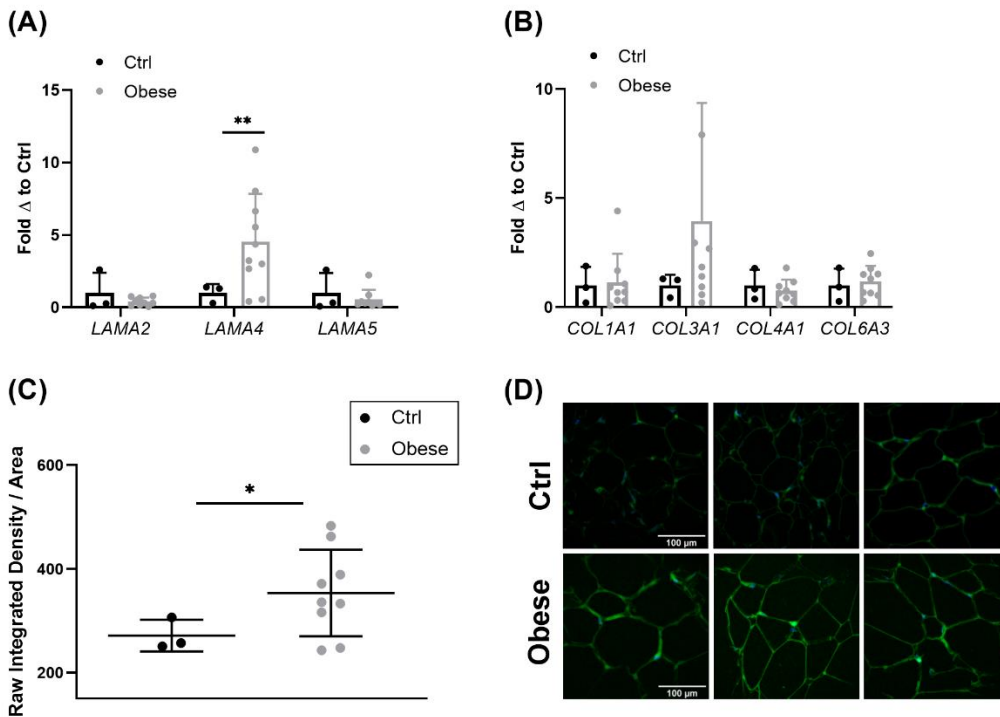 (A)
Ctrl
Obese
Fold Δ to Ctrl
15
10
5
0
**
LAMA2 LAMA4 LAMA5
(B)
Ctrl
Obese
Fold Δ to Ctrl
10
5
0
COL1A1 COL3A1 COL4A1 COL6A3
(C)
Ctrl
Obese
Raw Integrated Density / Area
600
400
200
*
(D)
Ctrl
100 µm
Obese
100 µm